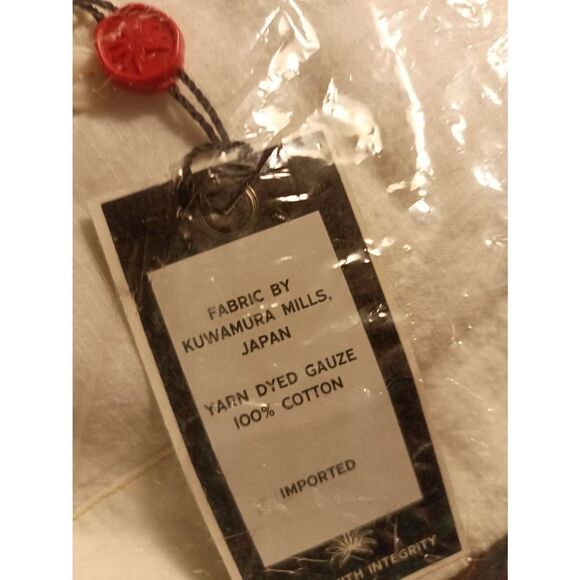 FABRIC BY
KUWAMURA MILLS,
JAPAN
YARN DYED GAUZE
100% COTTON
IMPORTED
WITH INTEGRITY